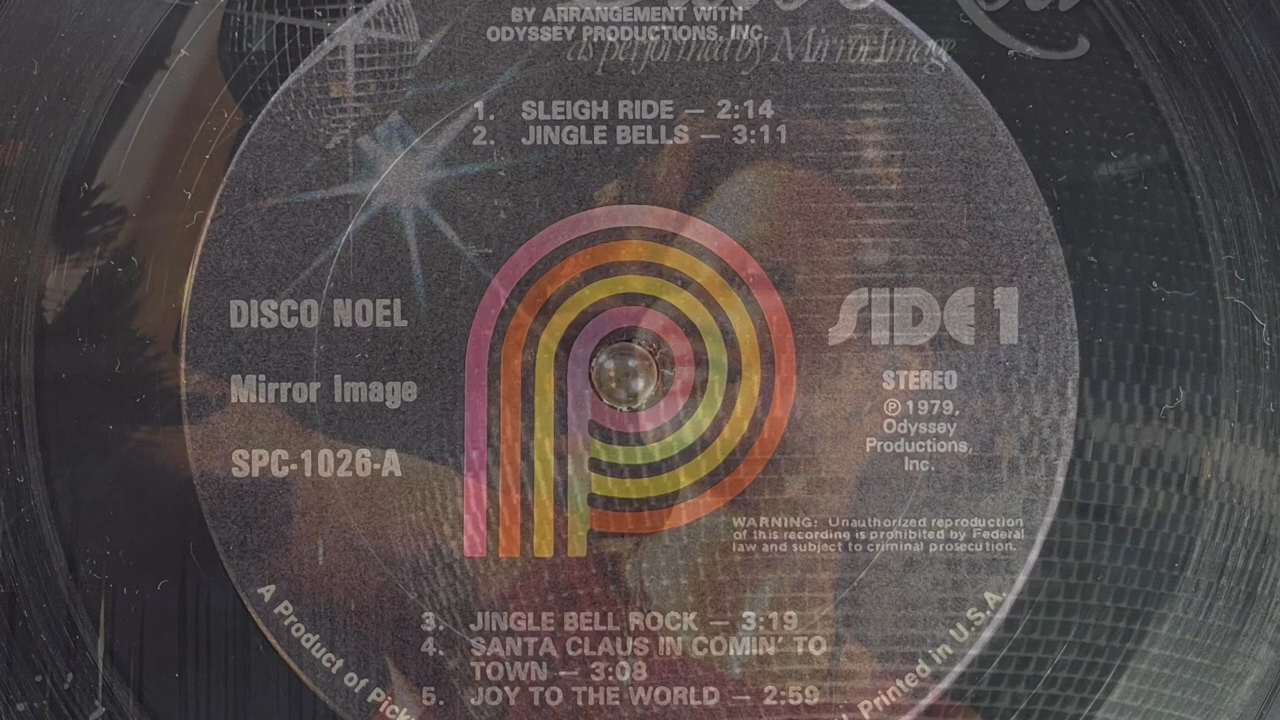 BY ARRANGEMENT WITH
ODYSSEY PRODUCTIONS, INC.
as performed by Mirror Image
1. SLEIGH RIDE — 2:14
2. JINGLE BELLS — 3:11
DISCO NOEL
Mirror Image
SPC-1026-A
SIDE 1
STEREO
℗ 1979,
Odyssey
Productions,
Inc.
WARNING: Unauthorized reproduction
of this recording is prohibited by Federal
law and subject to criminal prosecution.
3. JINGLE BELL ROCK — 3:19
4. SANTA CLAUS IN COMIN' TO
TOWN — 3:08
5. JOY TO THE WORLD — 2:59
A Product of
Printed in U.S.A.